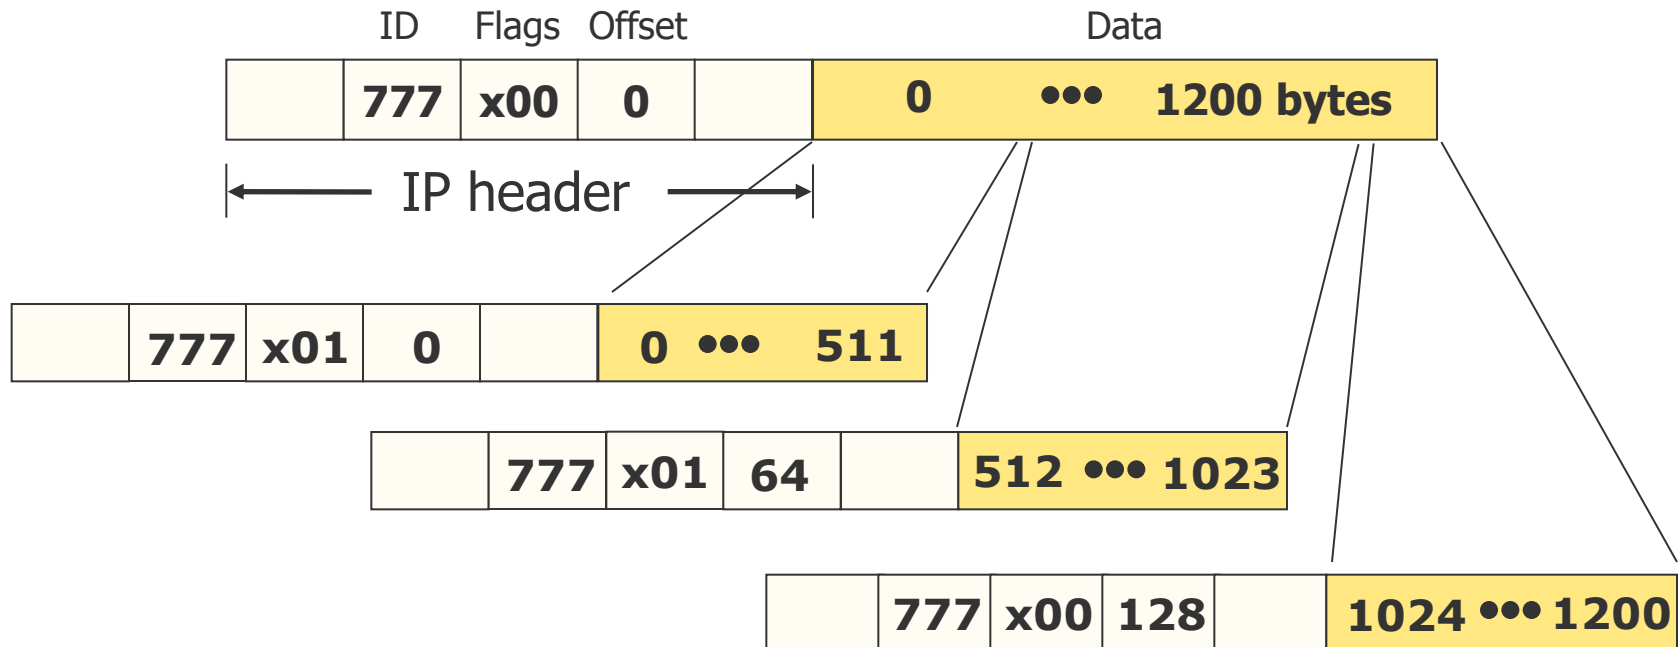 ID Flags Offset Data
777 x00 0 0 ••• 1200 bytes
IP header
777 x01 0 0 ••• 511
777 x01 64 512 ••• 1023
777 x00 128 1024 ••• 1200